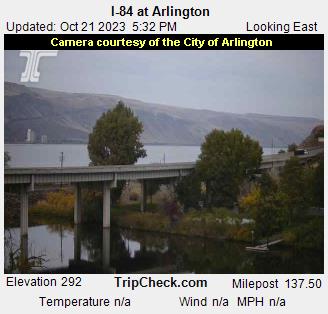 I-84 at Arlington
Updated: Oct 21 2023 5:32 PM Looking East
Camera courtesy of the City of Arlington
Elevation 292 TripCheck.com Milepost 137.50
Temperature n/a Wind n/a MPH n/a